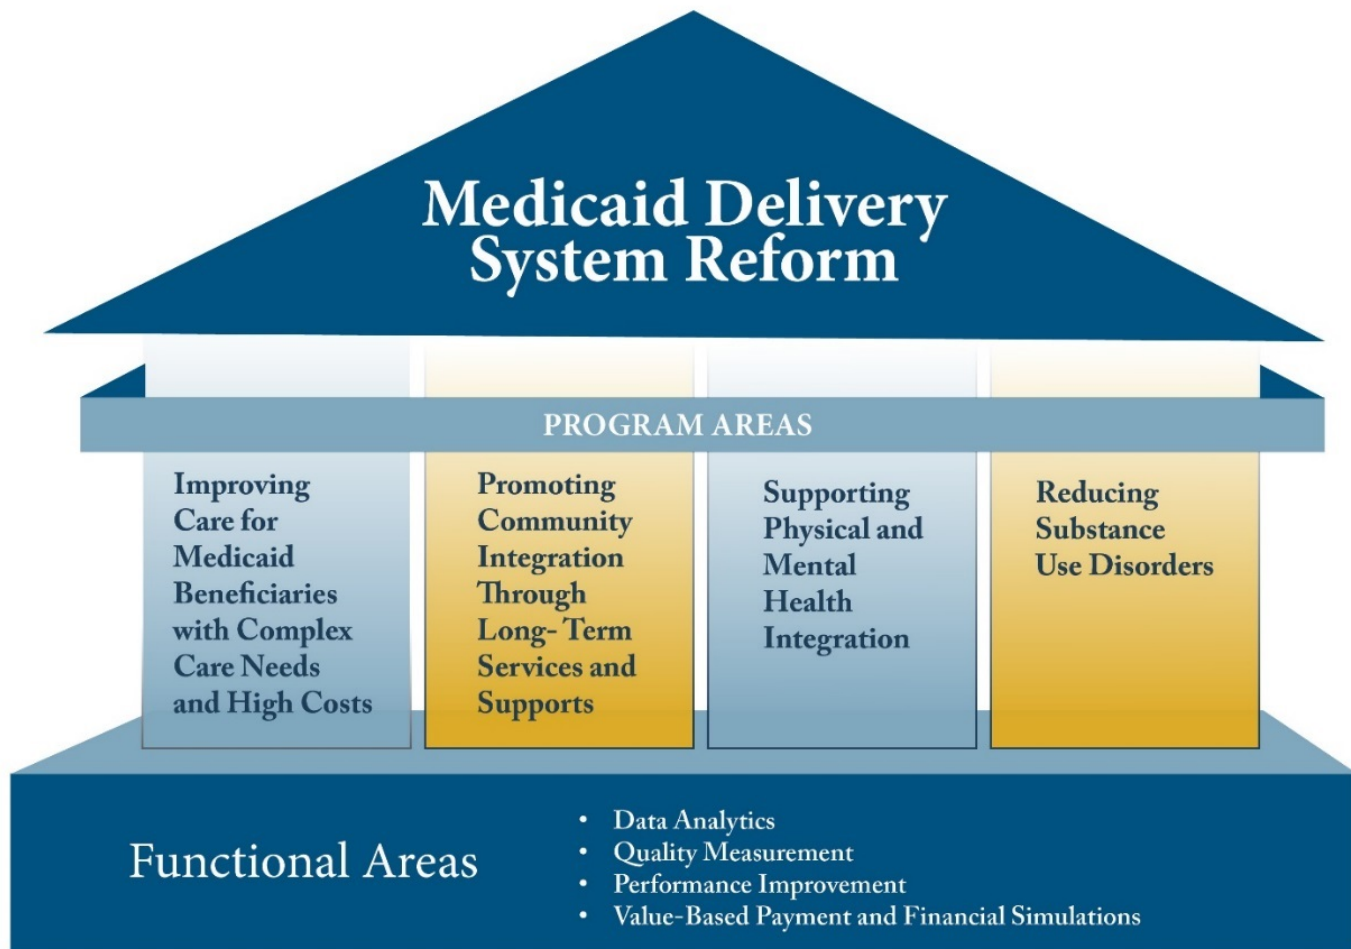 Medicaid Delivery
System Reform
PROGRAM AREAS
Improving
Care for
Medicaid
Beneficiaries
with Complex
Care Needs
and High Costs
Promoting
Community
Integration
Through
Long- Term
Services and
Supports
Supporting
Physical and
Mental
Health
Integration
Reducing
Substance
Use Disorders
Functional Areas
• Data Analytics
• Quality Measurement
• Performance Improvement
• Value-Based Payment and Financial Simulations